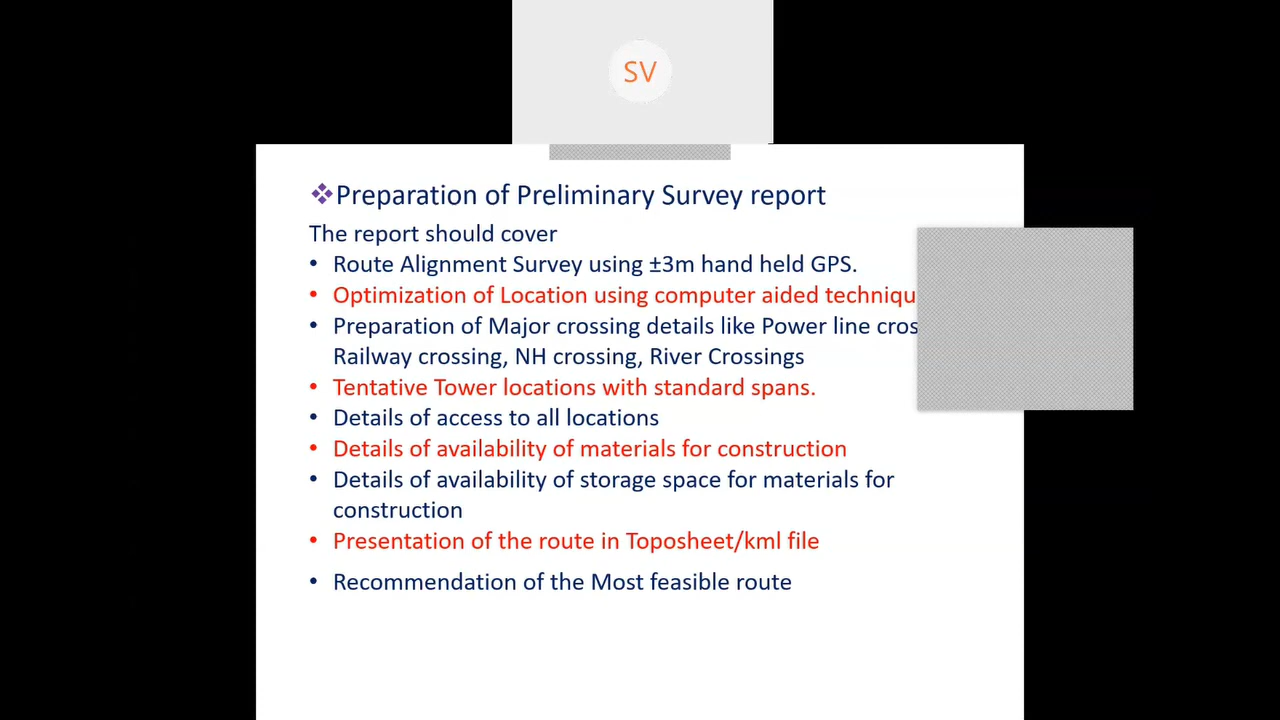 SV
❖Preparation of Preliminary Survey report
The report should cover
• Route Alignment Survey using ±3m hand held GPS.
• Optimization of Location using computer aided
• Preparation of Major crossing details like Power line
Railway crossing, NH crossing, River Crossings
• Tentative Tower locations with standard spans.
• Details of access to all locations
• Details of availability of materials for construction
• Details of availability of storage space for materials for
construction
• Presentation of the route in Toposheet/kml file
• Recommendation of the Most feasible route